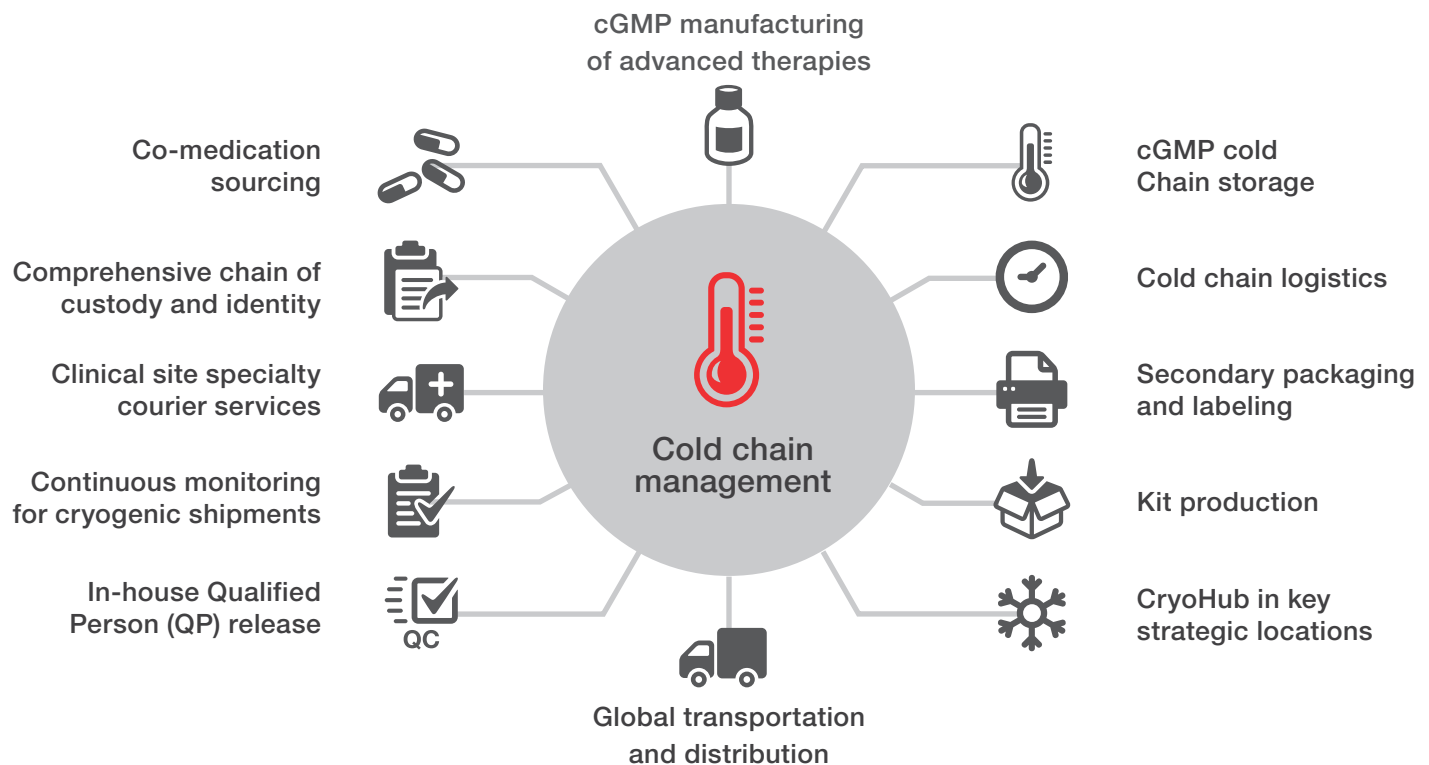 cGMP manufacturing
of advanced therapies
Co-medication
sourcing
cGMP cold
Chain storage
Comprehensive chain of
custody and identity
Cold chain logistics
Clinical site specialty
courier services
Secondary packaging
and labeling
Cold chain
management
Continuous monitoring
for cryogenic shipments
Kit production
In-house Qualified
Person (QP) release
QC
CryoHub in key
strategic locations
Global transportation
and distribution